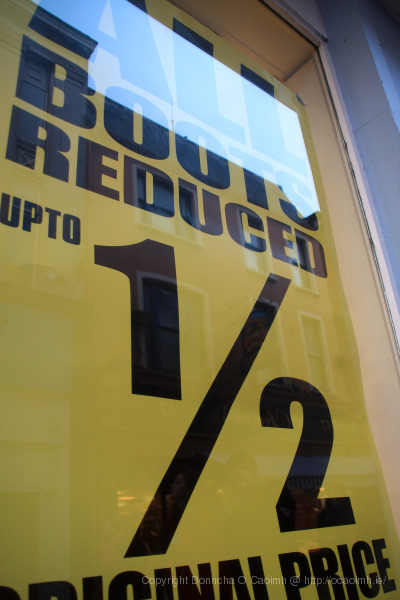 ALL
BOOTS
REDUCED
UPTO
1/2
ORIGINAL PRICE
Copyright Donncha O Caoimh @ http://ocaoimh.ie/